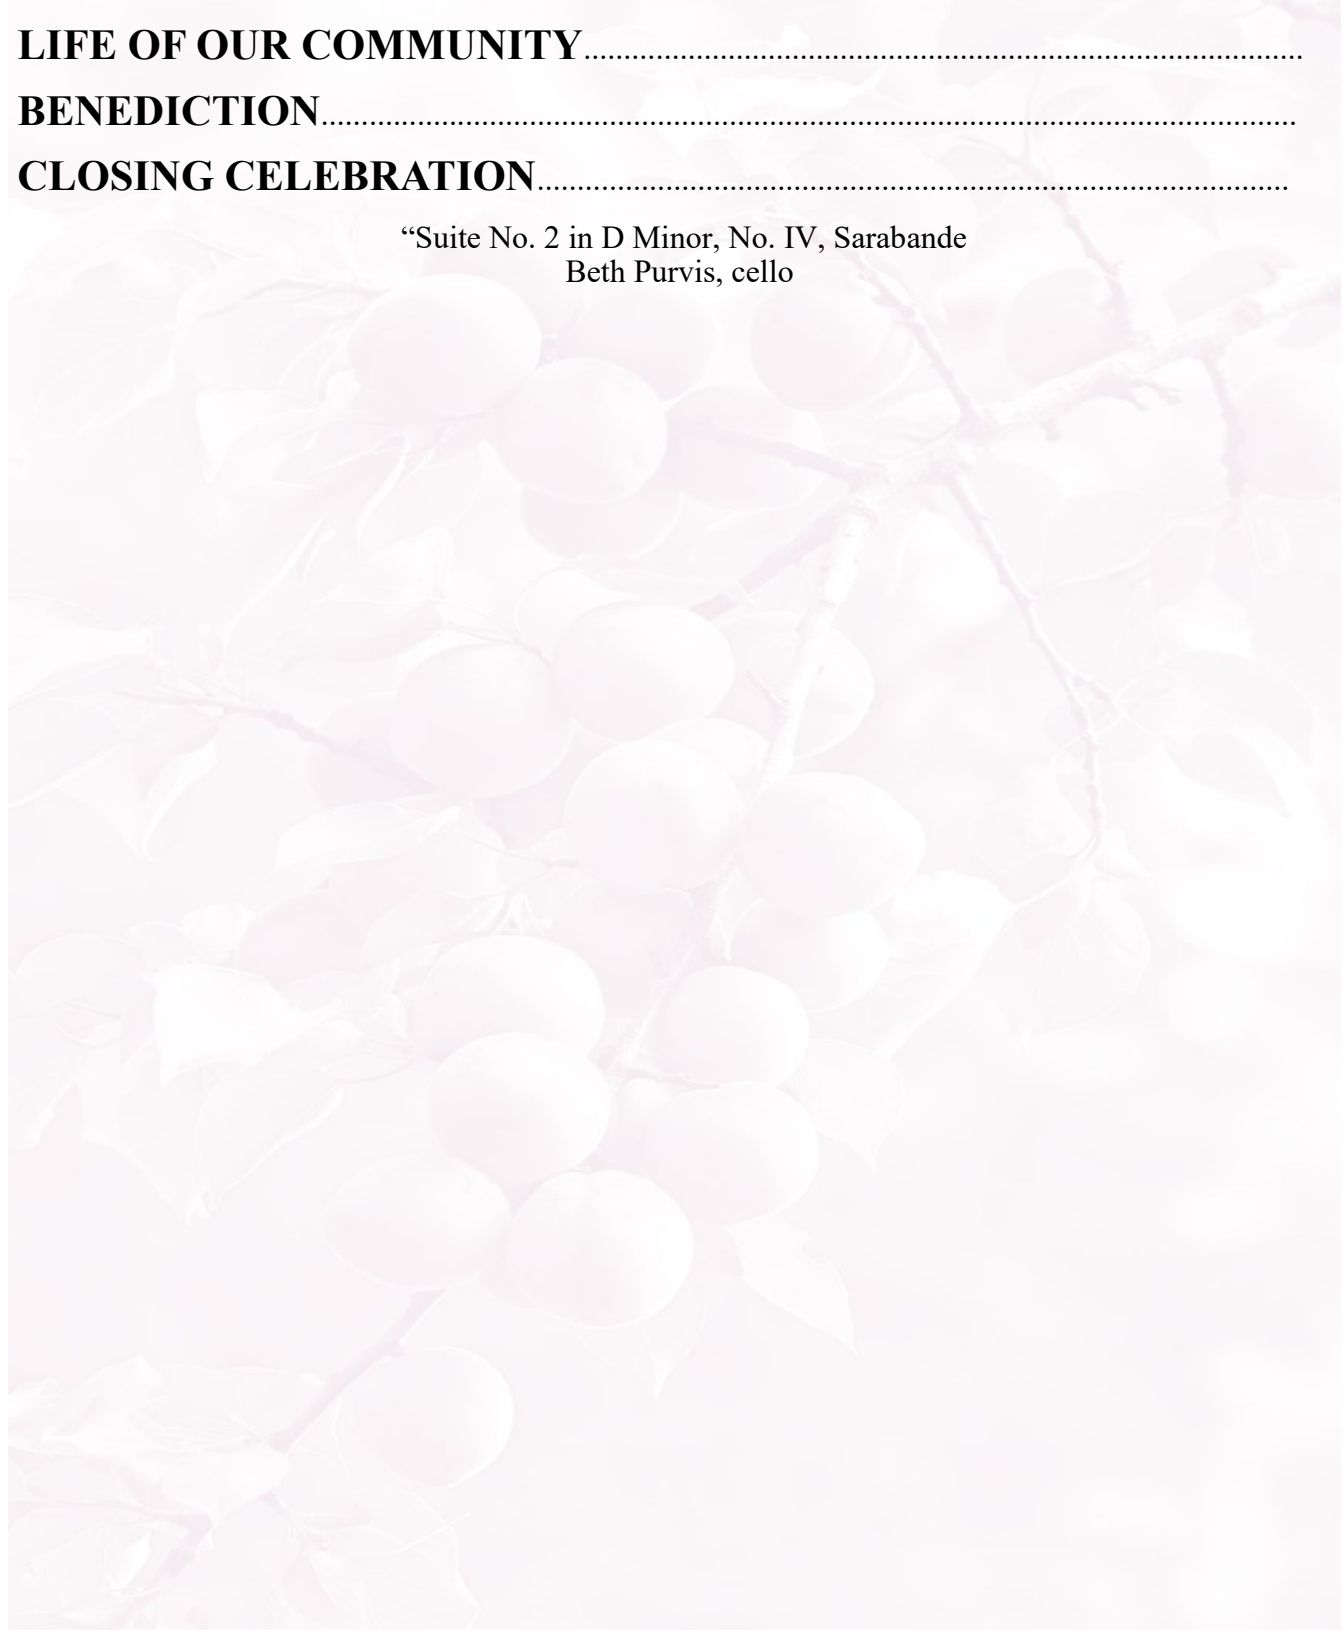 LIFE OF OUR COMMUNITY..........................................................................................
BENEDICTION..........................................................................................................................
CLOSING CELEBRATION..............................................................................................
“Suite No. 2 in D Minor, No. IV, Sarabande
Beth Purvis, cello